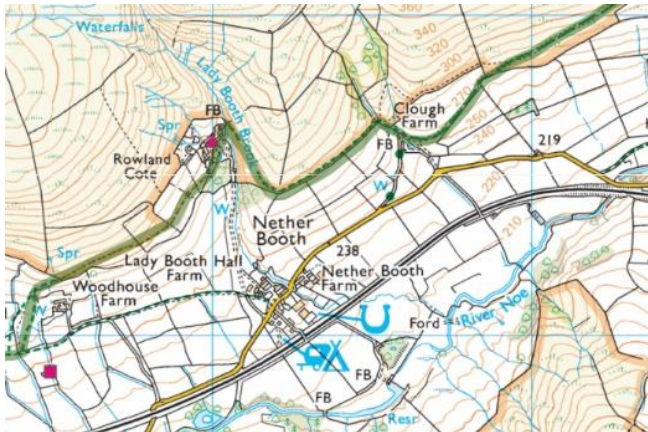 360
340
320
300
Waterfalls
W
Lady Booth Brook
270
260
250
240
Clough
Farm
FB
Spr
FB
219
Rowland
Cote
W
W
220
210
Nether
Booth
238
Lady Booth Hall
Farm
Nether Booth
Farm
Spr
Woodhouse
Farm
W
Ford
River Noe
FB
FB
Resr